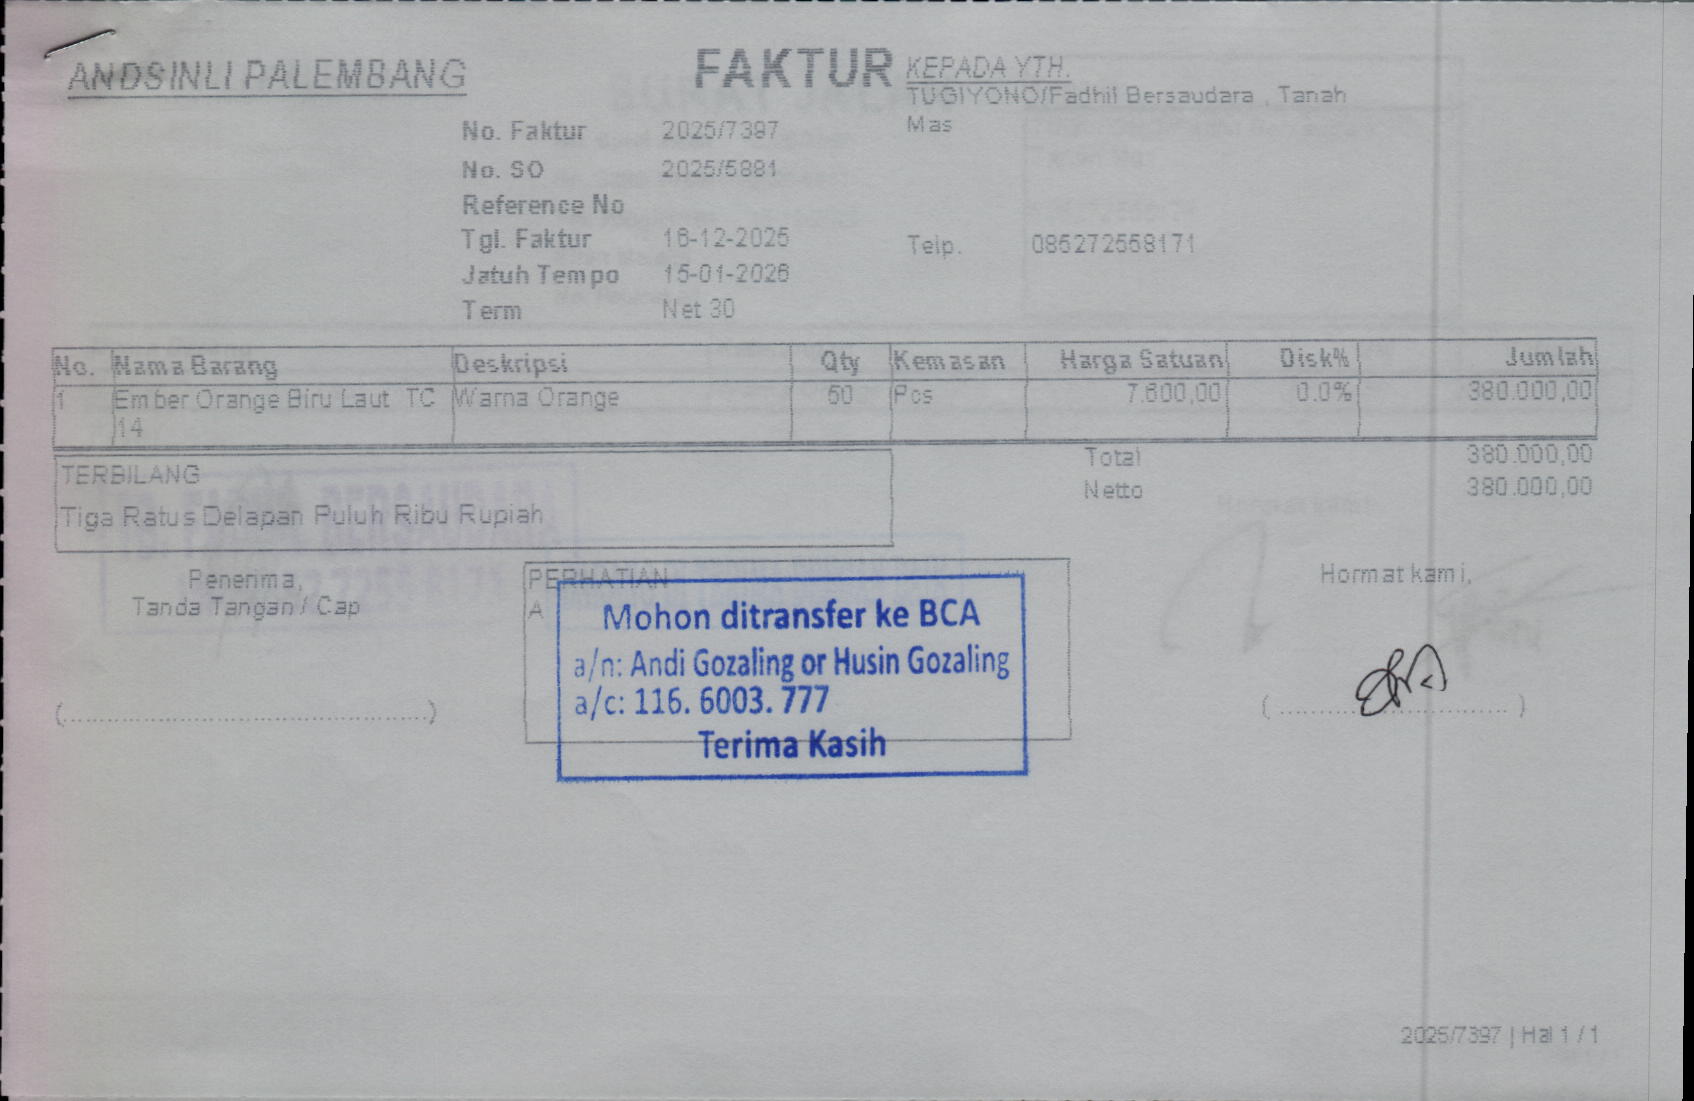 ANDSINLI PALEMBANG
FAKTUR
KEPADA YTH.
TUGIYONO/Fadhil Bersaudara , Tanah
Mas
No. Faktur 2025/7397
No. SO 2025/5881
Reference No
Tgl. Faktur 16-12-2025
Telp. 085272558171
Jatuh Tempo 15-01-2026
Term Net 30
No. Nama Barang Deskripsi Qty Kemasan Harga Satuan Disk% Jumlah
1 Ember Orange Biru Laut TC Warna Orange 50 Pcs 7.600,00 0.0% 380.000,00
14
Total 380.000,00
Netto 380.000,00
TERBILANG
Tiga Ratus Delapan Puluh Ribu Rupiah
Penerima,
Tanda Tangan / Cap
(....................................................)
PERHATIAN
A
Mohon ditransfer ke BCA
a/n: Andi Gozaling or Husin Gozaling
a/c: 116. 6003. 777
Terima Kasih
Hormat kami,
( ................................. )
2025/7397 | Hal 1 / 1